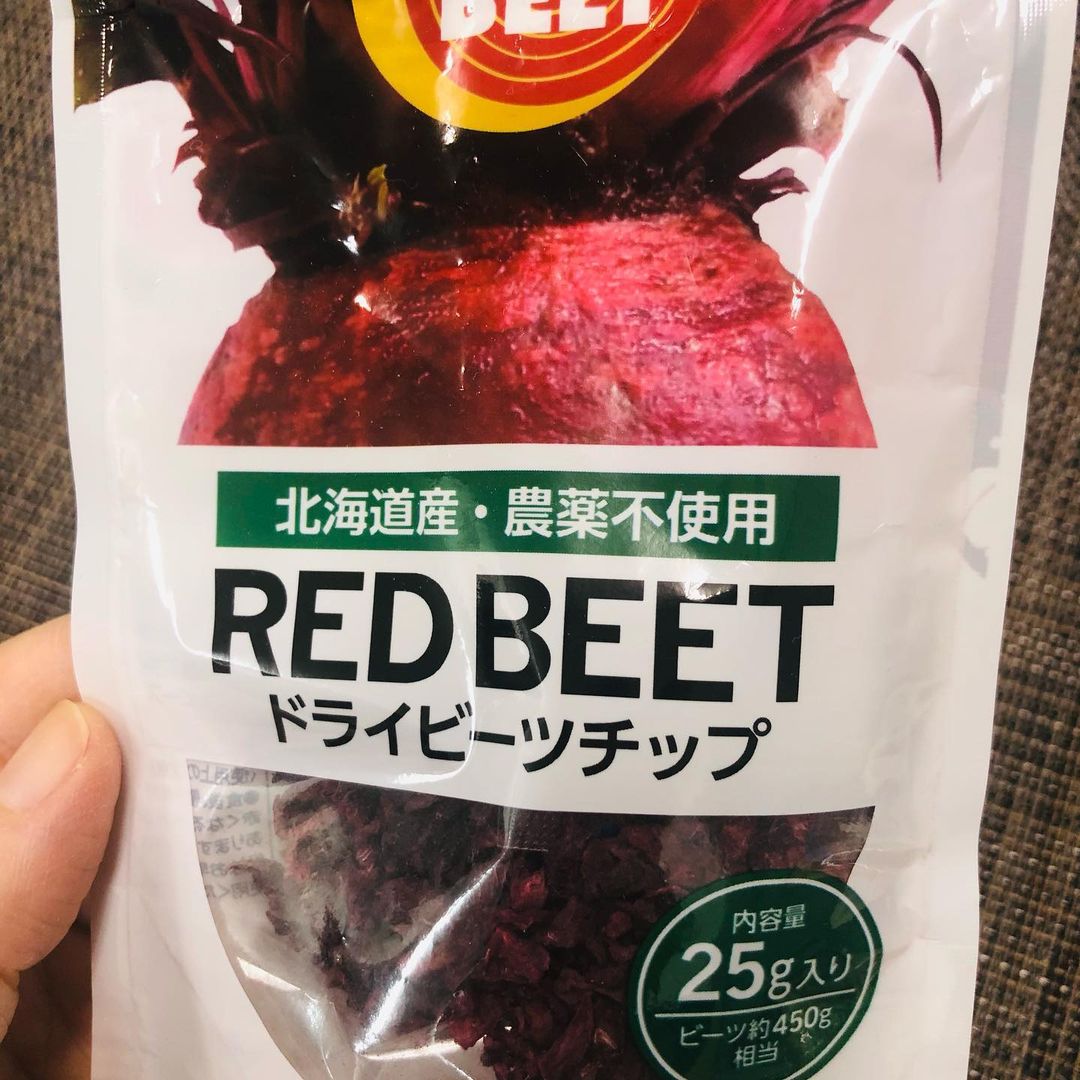 BEET
北海道産・農薬不使用
RED BEET
ドライビーツチップ
内容量
25g入り
ビーツ約450g
相当